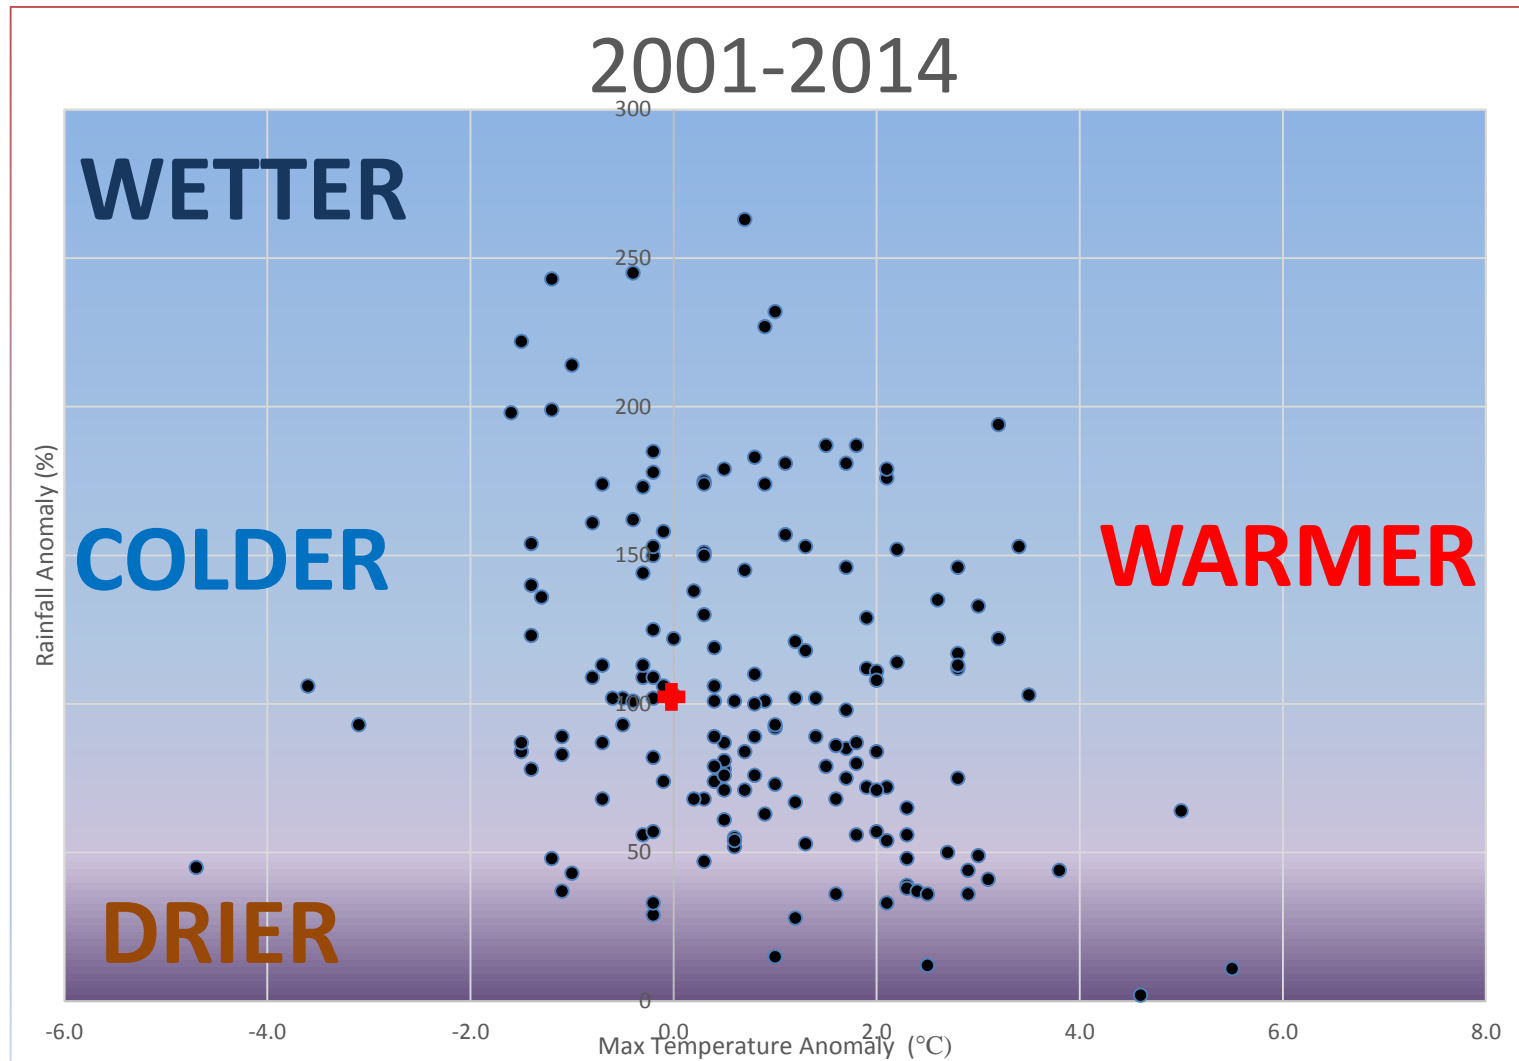 2001-2014
300
WETTER
250
200
Rainfall Anomaly (%)
COLDER
150
WARMER
100
50
DRIER
0
-6.0 -4.0 -2.0 0.0 2.0 4.0 6.0 8.0
Max Temperature Anomaly (°C)